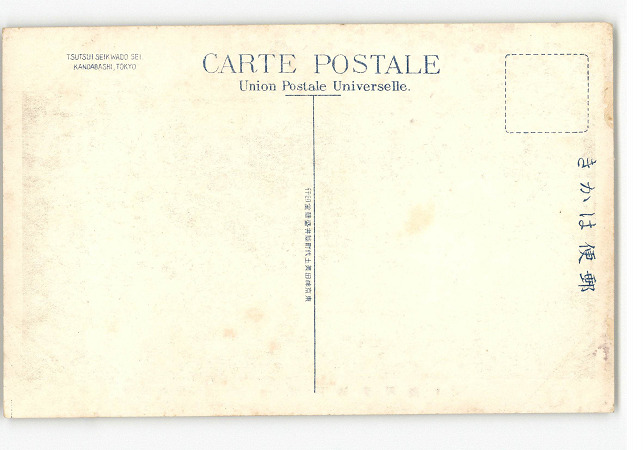 TSUTSUI SEIKWADO SEI.
KANDABASHI, TOKYO
CARTE POSTALE
Union Postale Universelle.
きかは便郵